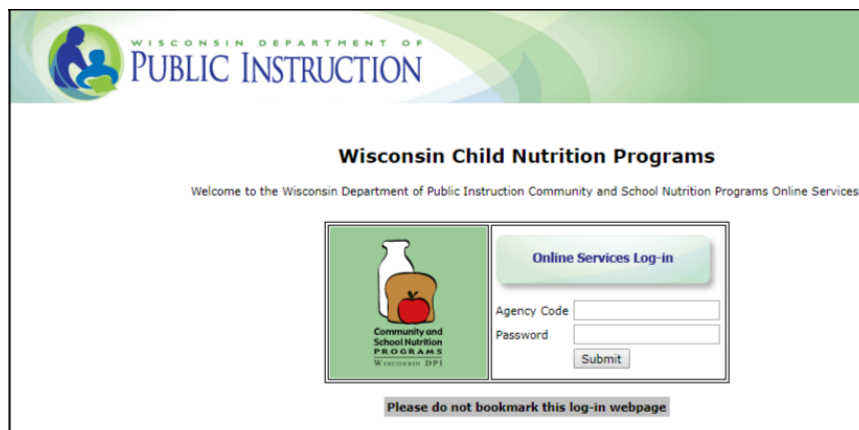 WISCONSIN DEPARTMENT OF
PUBLIC INSTRUCTION
Wisconsin Child Nutrition Programs
Welcome to the Wisconsin Department of Public Instruction Community and School Nutrition Programs Online Services
Online Services Log-in
Agency Code
Password
Submit
Community and
School Nutrition
PROGRAMS
WISCONSIN DPI
Please do not bookmark this log-in webpage